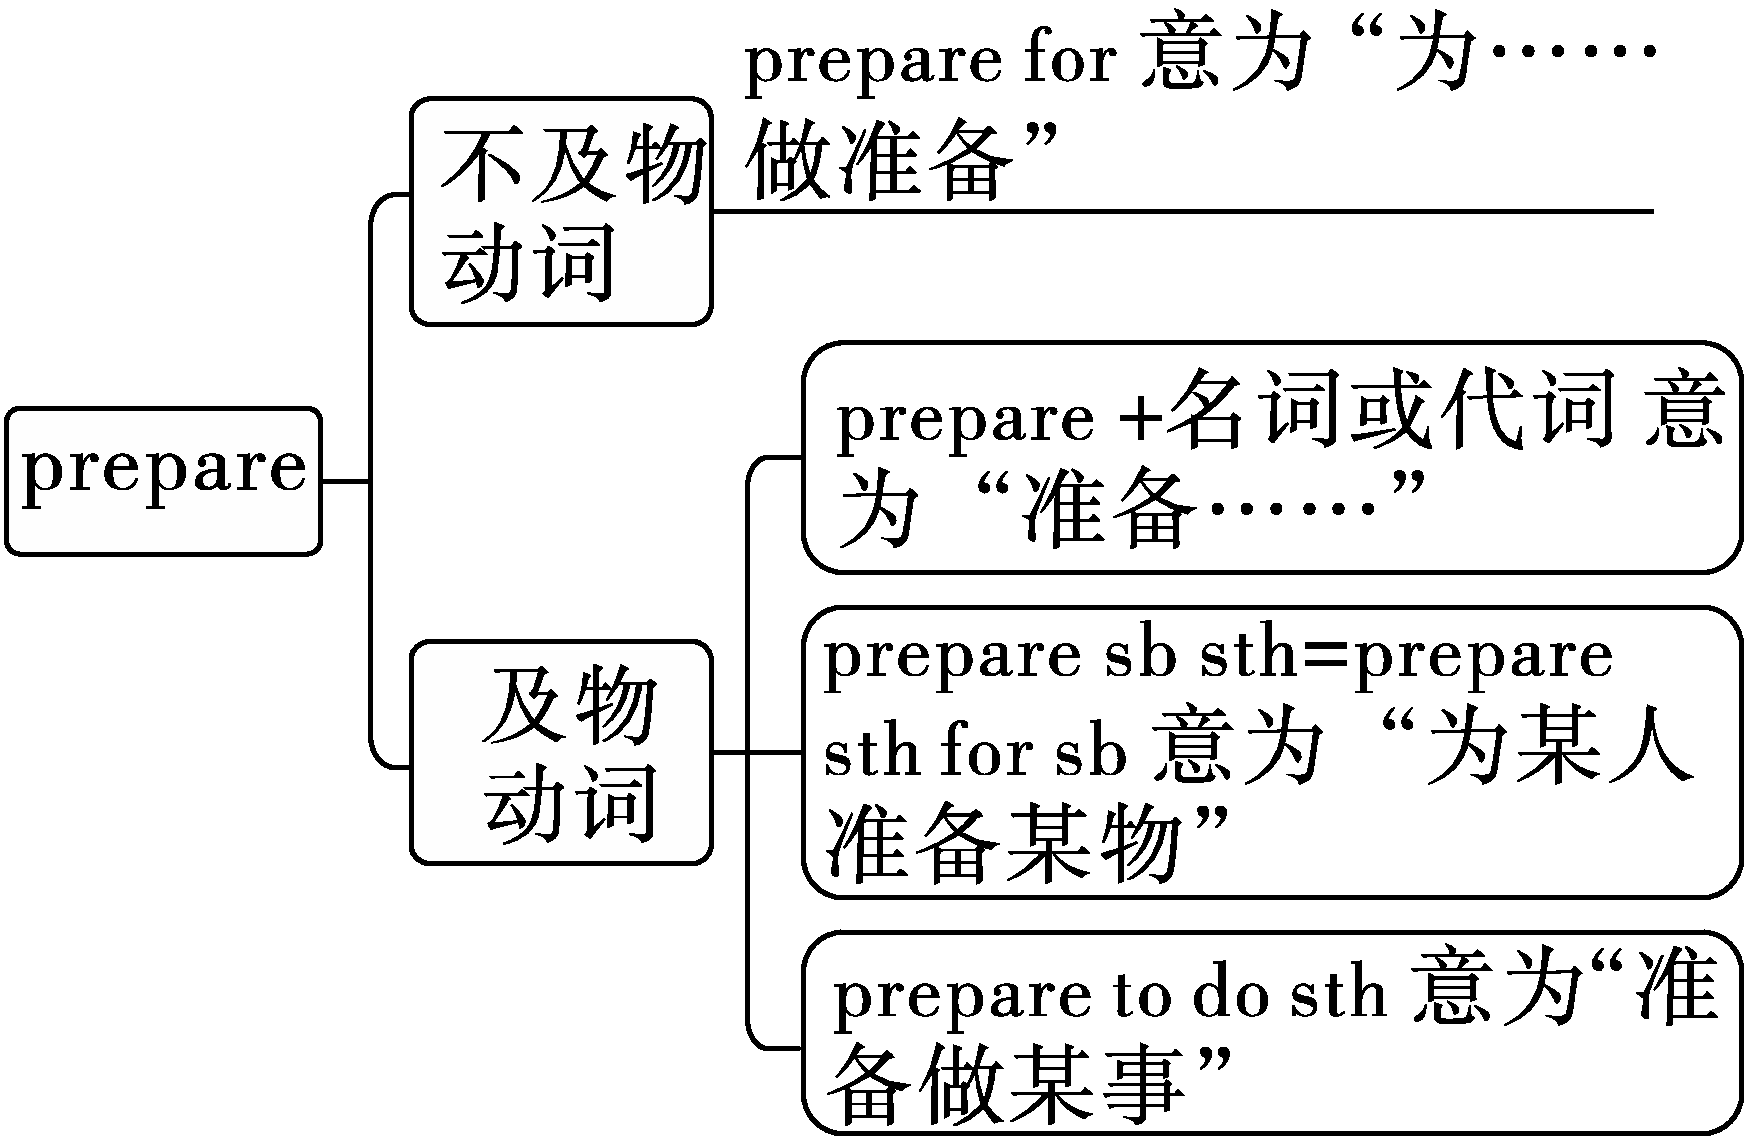 prepare for 意为“为……
做准备”
不及物
动词
prepare
prepare +名词或代词 意
为 “准备……”
及物
动词
prepare sb sth=prepare
sth for sb 意为 “为某人
准备某物”
prepare to do sth 意为“准
备做某事”